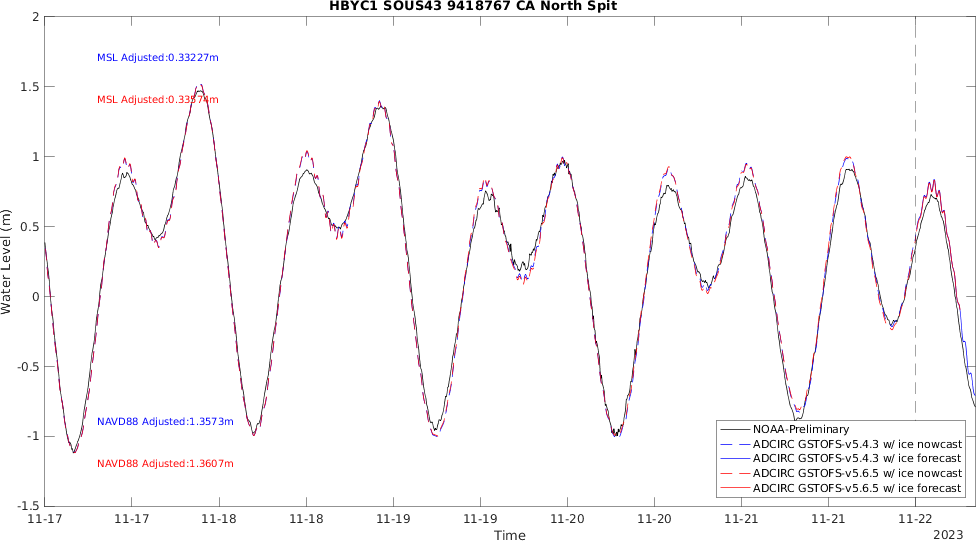 HBYC1 SOUS43 9418767 CA North Spit
MSL Adjusted:0.33227m
MSL Adjusted:0.33574m
NAVD88 Adjusted:1.3573m
NAVD88 Adjusted:1.3607m
Water Level (m)
2
1.5
1
0.5
0
-0.5
-1
-1.5
NOAA-Preliminary
ADCIRC GSTOFS-v5.4.3 w/ ice nowcast
ADCIRC GSTOFS-v5.4.3 w/ ice forecast
ADCIRC GSTOFS-v5.6.5 w/ ice nowcast
ADCIRC GSTOFS-v5.6.5 w/ ice forecast
11-17 11-17 11-18 11-18 11-19 11-19 11-20 11-20 11-21 11-21 11-22
Time
2023